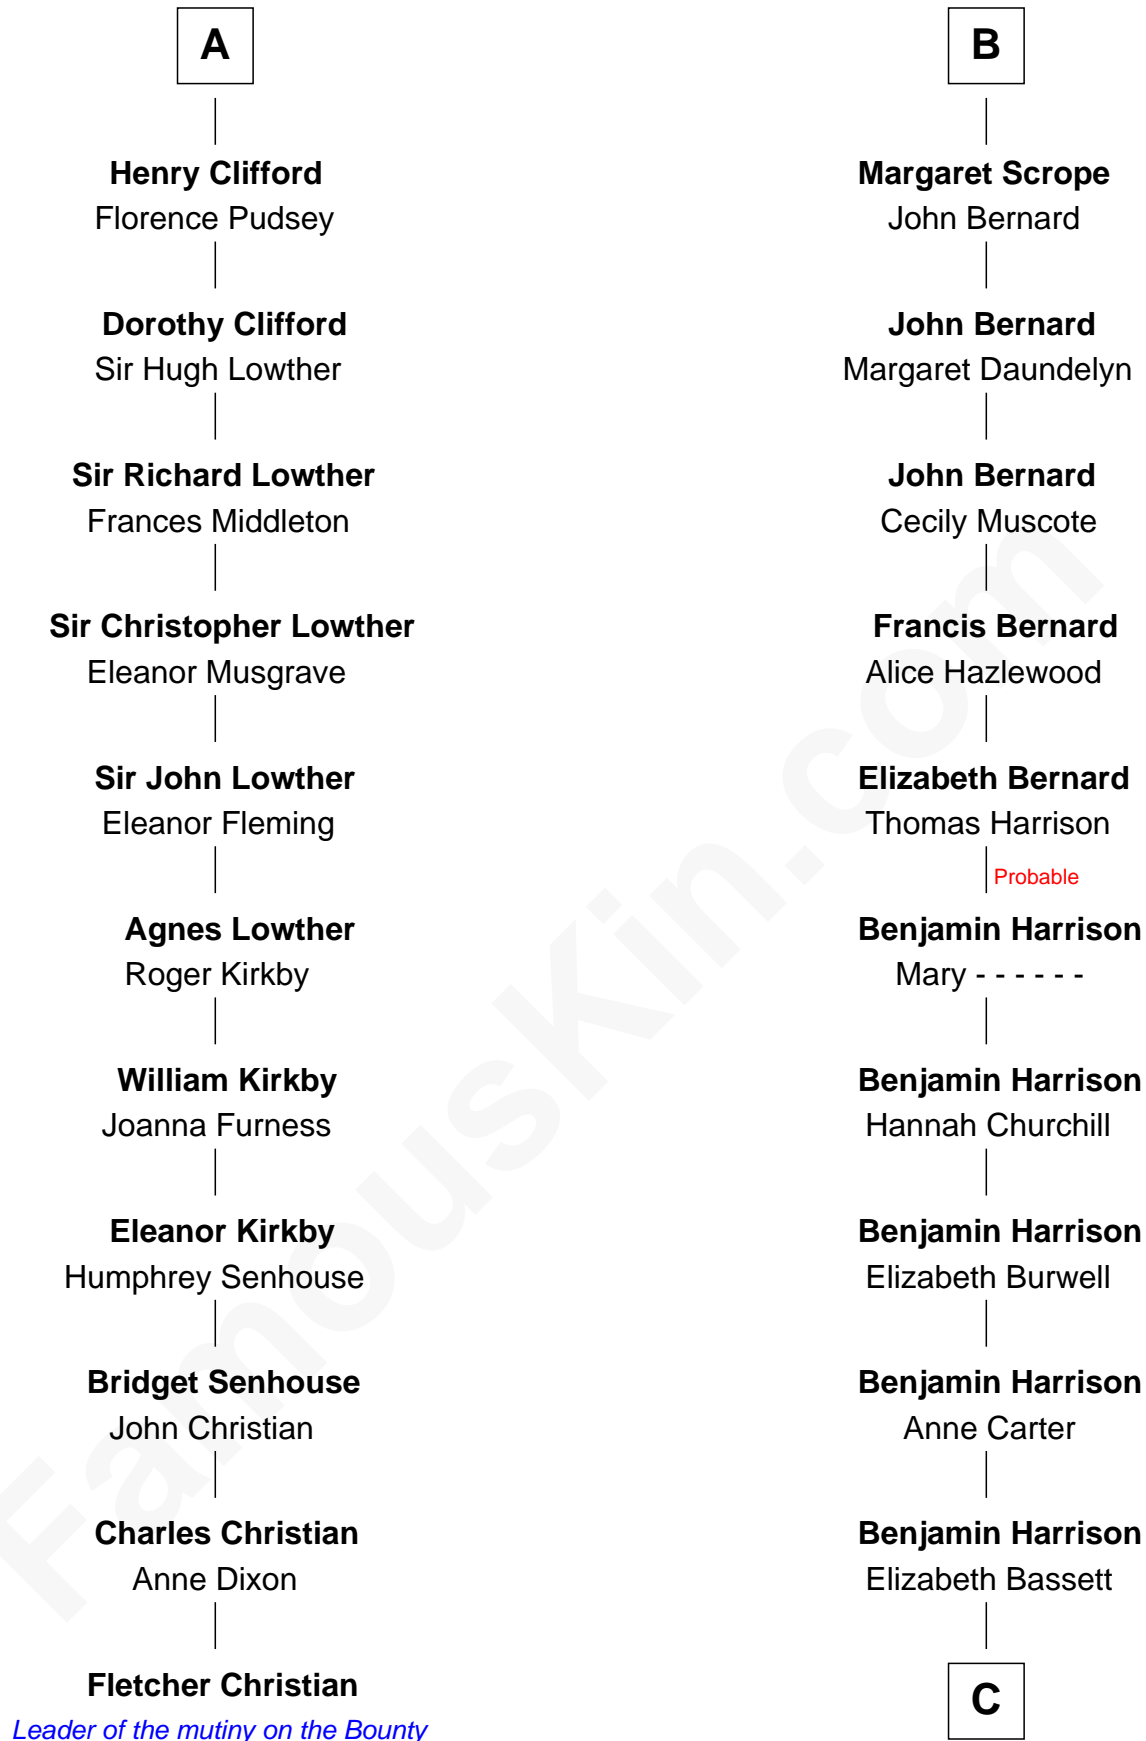 A
Henry Clifford
Florence Pudsey
Dorothy Clifford
Sir Hugh Lowther
Sir Richard Lowther
Frances Middleton
Sir Christopher Lowther
Eleanor Musgrave
Sir John Lowther
Eleanor Fleming
Agnes Lowther
Roger Kirkby
William Kirkby
Joanna Furness
Eleanor Kirkby
Humphrey Senhouse
Bridget Senhouse
John Christian
Charles Christian
Anne Dixon
Fletcher Christian
Leader of the mutiny on the Bounty
B
Margaret Scrope
John Bernard
John Bernard
Margaret Daundelyn
John Bernard
Cecily Muscote
Francis Bernard
Alice Hazlewood
Elizabeth Bernard
Thomas Harrison
Probable
Benjamin Harrison
Mary - - - - - -
Benjamin Harrison
Hannah Churchill
Benjamin Harrison
Elizabeth Burwell
Benjamin Harrison
Anne Carter
Benjamin Harrison
Elizabeth Bassett
C
FamousKin.com